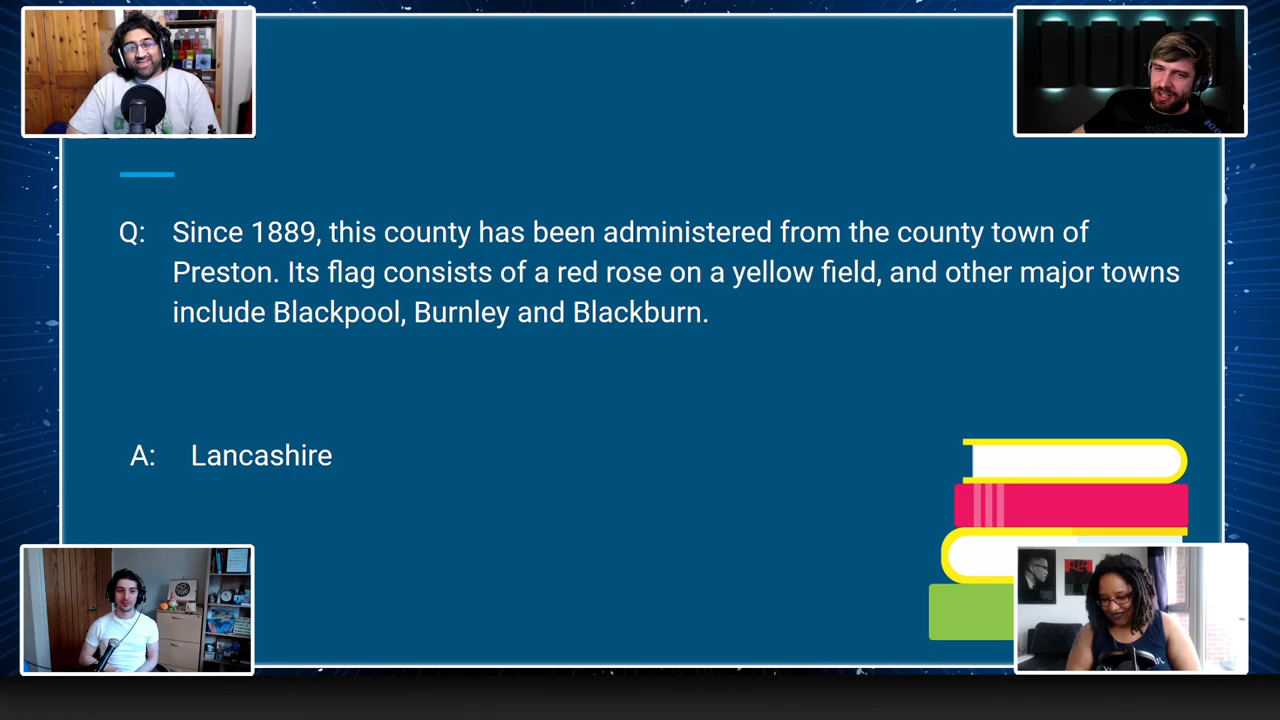 Q: Since 1889, this county has been administered from the county town of
Preston. Its flag consists of a red rose on a yellow field, and other major towns
include Blackpool, Burnley and Blackburn.
A: Lancashire